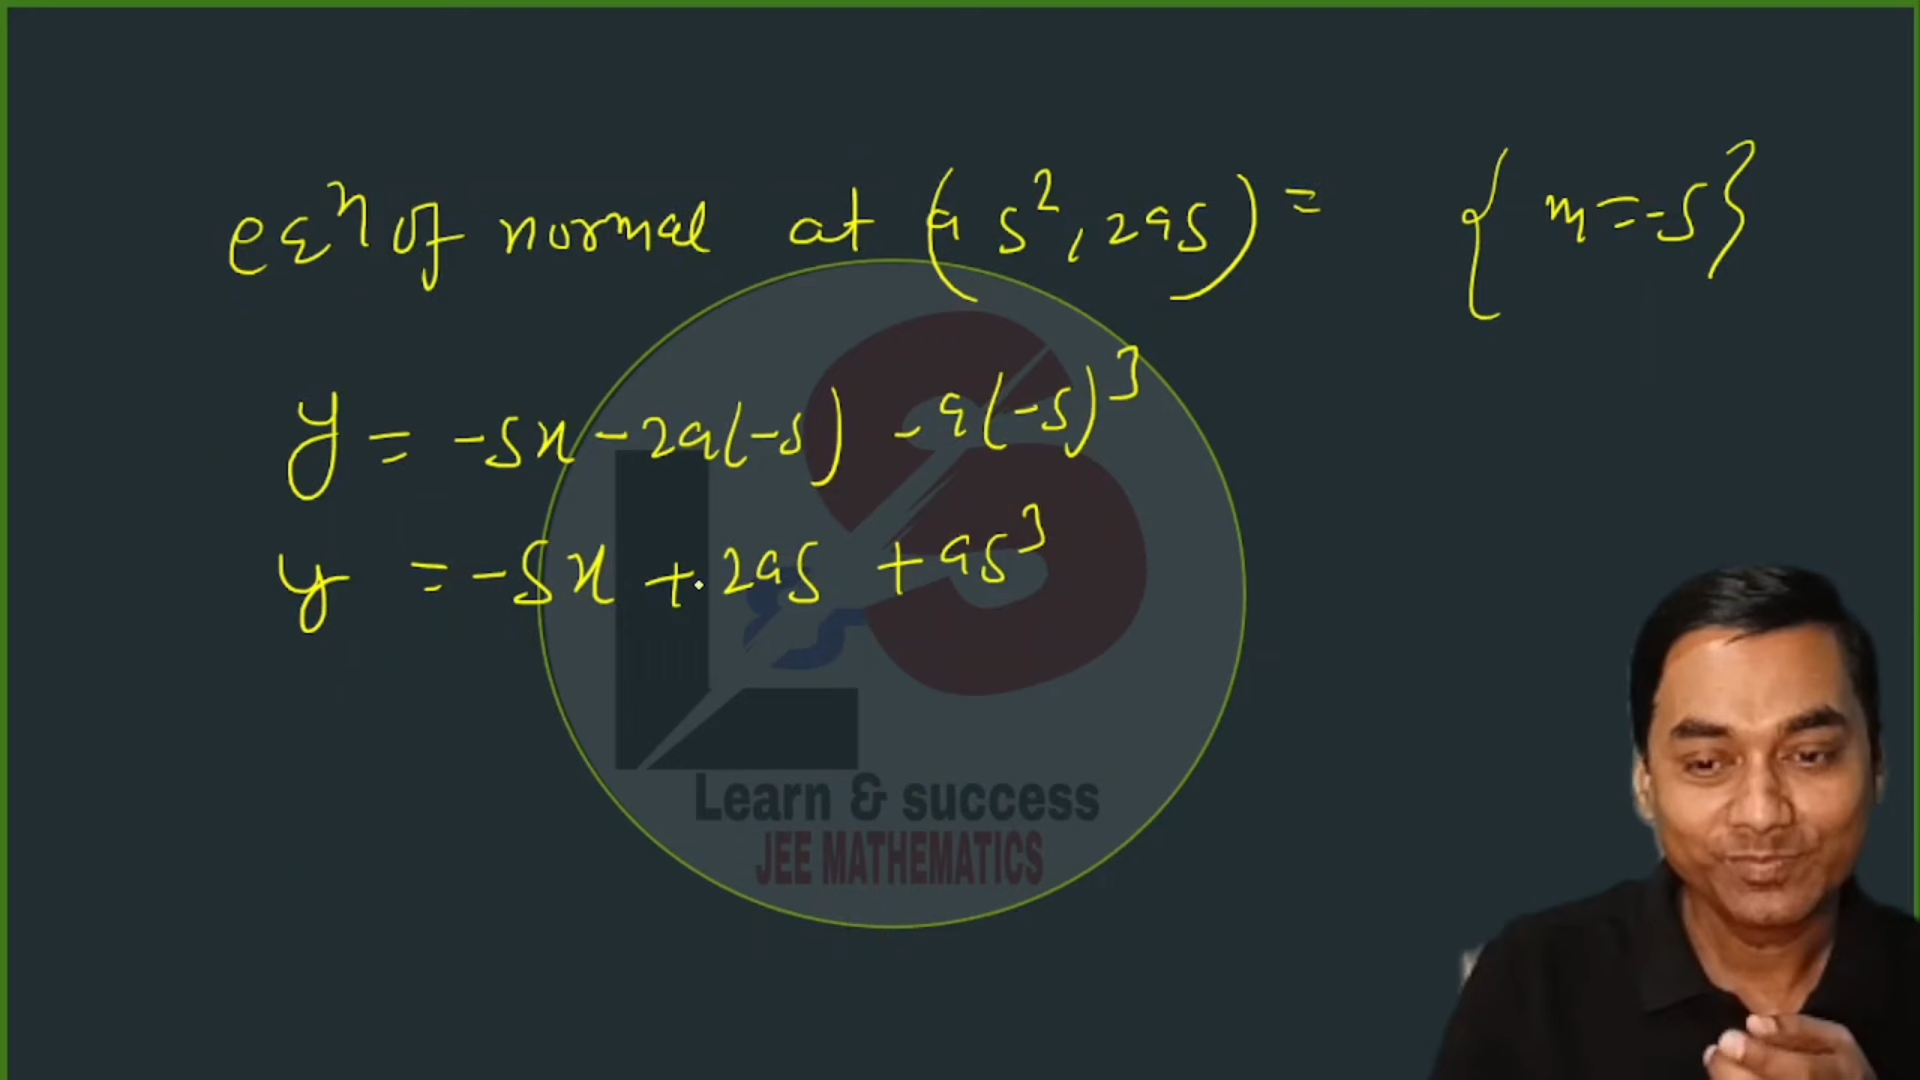 eqⁿ of normal at (as², 2as) = { m = -s }
y = -sx - 2a(-s) - a(-s)³
y = -sx + 2as + as³
Learn & success
JEE MATHEMATICS